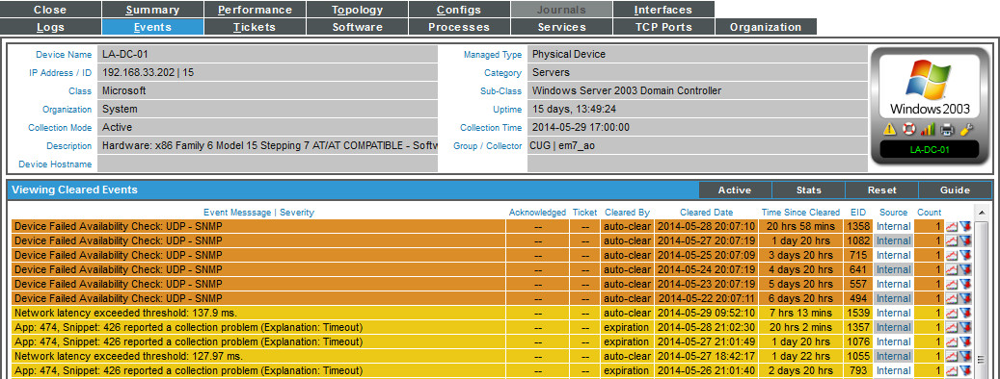 Close Summary Performance Topology Configs Journals Interfaces
Logs Events Tickets Software Processes Services TCP Ports Organization
Device Name LA-DC-01 Managed Type Physical Device
IP Address / ID 192.168.33.202 | 15 Category Servers
Class Microsoft Sub-Class Windows Server 2003 Domain Controller
Organization System Uptime 15 days, 13:49:24
Collection Mode Active Collection Time 2014-05-29 17:00:00
Description Hardware: x86 Family 6 Model 15 Stepping 7 AT/AT COMPATIBLE - Softw Group / Collector CUG | em7_ao
Device Hostname
Windows 2003
LA-DC-01
Viewing Cleared Events Active Stats Reset Guide
Event Messsage | Severity Acknowledged Ticket Cleared By Cleared Date Time Since Cleared EID Source Count
Device Failed Availability Check: UDP - SNMP -- -- auto-clear 2014-05-28 20:07:10 20 hrs 58 mins 1358 Internal 1
Device Failed Availability Check: UDP - SNMP -- -- auto-clear 2014-05-27 20:07:19 1 day 20 hrs 1082 Internal 1
Device Failed Availability Check: UDP - SNMP -- -- auto-clear 2014-05-25 20:07:09 3 days 20 hrs 715 Internal 1
Device Failed Availability Check: UDP - SNMP -- -- auto-clear 2014-05-24 20:07:19 4 days 20 hrs 641 Internal 1
Device Failed Availability Check: UDP - SNMP -- -- auto-clear 2014-05-23 20:07:19 5 days 20 hrs 557 Internal 1
Device Failed Availability Check: UDP - SNMP -- -- auto-clear 2014-05-22 20:07:11 6 days 20 hrs 494 Internal 1
Network latency exceeded threshold: 137.9 ms. -- -- auto-clear 2014-05-29 09:52:10 7 hrs 13 mins 1539 Internal 1
App: 474, Snippet: 426 reported a collection problem (Explanation: Timeout) -- -- expiration 2014-05-28 21:02:30 20 hrs 2 mins 1357 Internal 1
App: 474, Snippet: 426 reported a collection problem (Explanation: Timeout) -- -- expiration 2014-05-27 21:01:49 1 day 20 hrs 1076 Internal 1
Network latency exceeded threshold: 127.97 ms. -- -- auto-clear 2014-05-27 18:42:17 1 day 22 hrs 1055 Internal 1
App: 474, Snippet: 426 reported a collection problem (Explanation: Timeout) -- -- expiration 2014-05-26 21:01:40 2 days 20 hrs 793 Internal 1